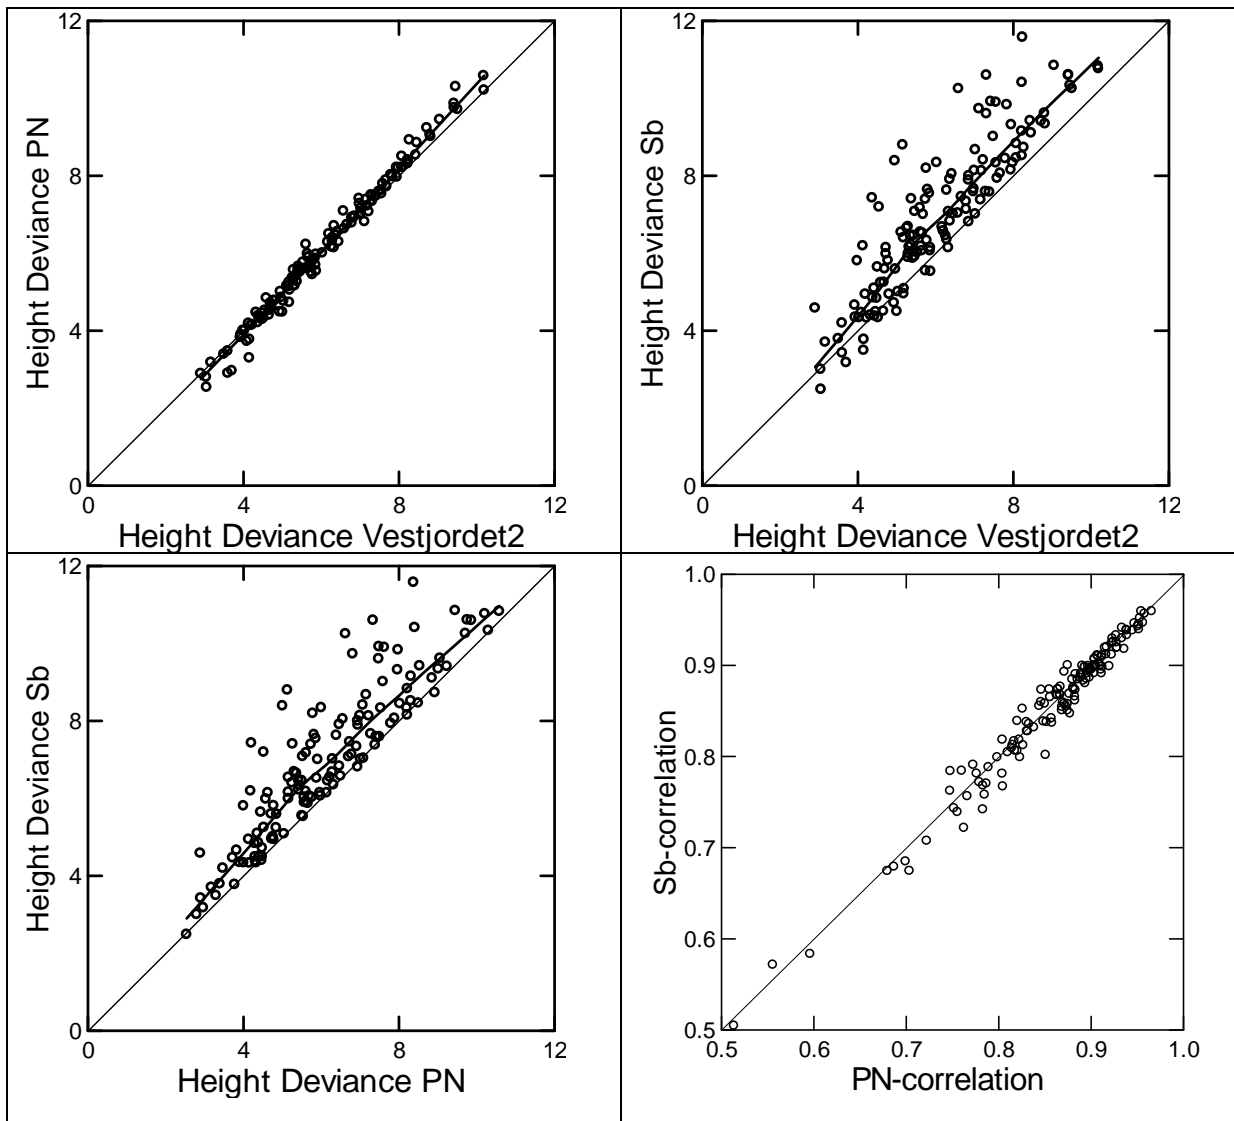 12
8
4
0
Height Deviance PN
0 4 8 12
Height Deviance Vestjordet2
12
8
4
0
Height Deviance Sb
0 4 8 12
Height Deviance Vestjordet2
12
8
4
0
Height Deviance Sb
0 4 8 12
Height Deviance PN
1.0
0.9
0.8
0.7
0.6
0.5
Sb-correlation
0.5 0.6 0.7 0.8 0.9 1.0
PN-correlation